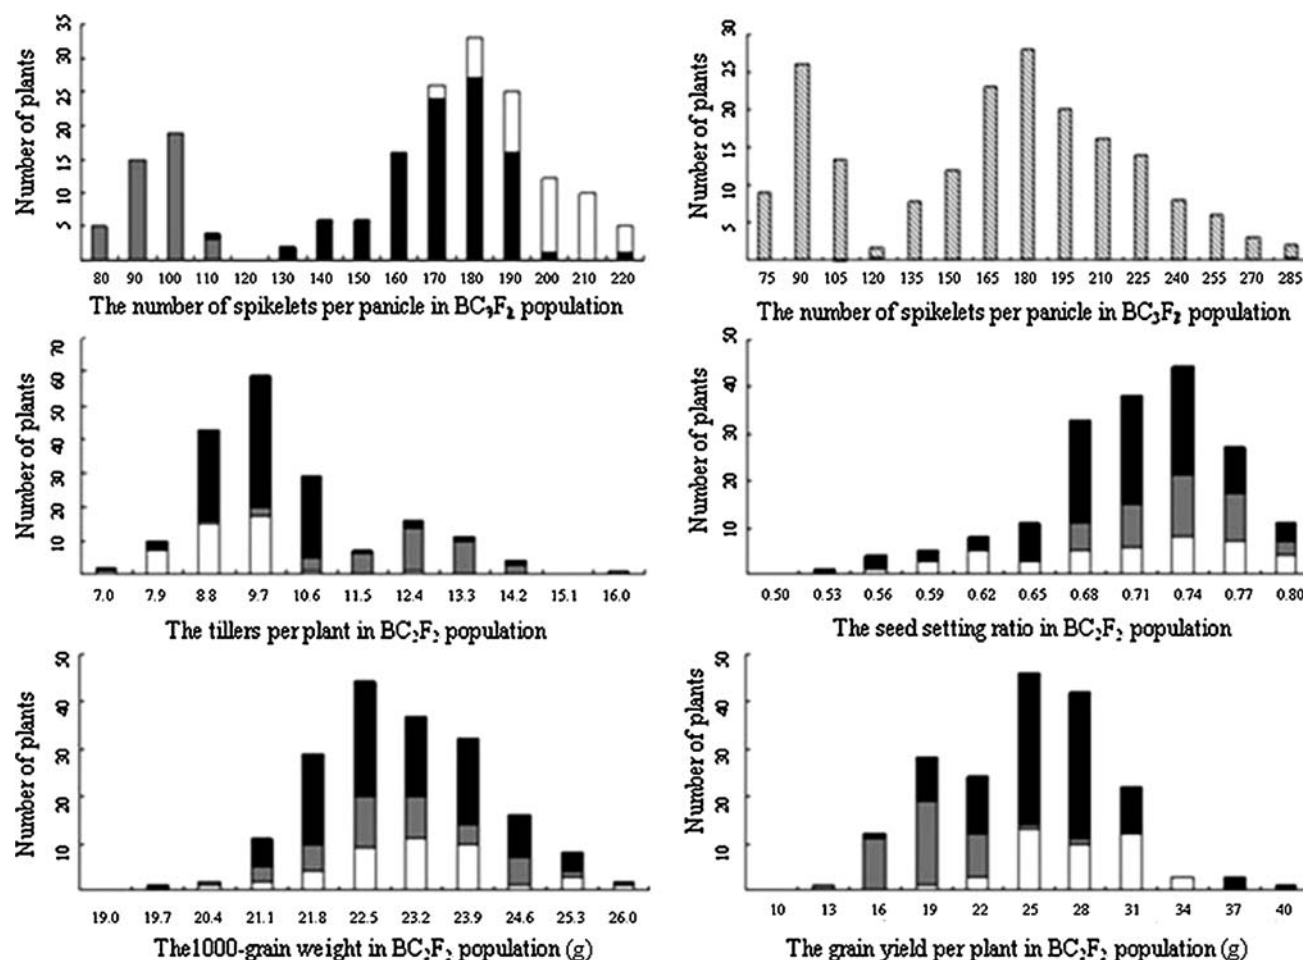 Number of plants
35
30
25
20
15
10
5
80 90 100 110 120 130 140 150 160 170 180 190 200 210 220
The number of spikelets per panicle in BC₂F₂ population
Number of plants
30
25
20
15
10
5
75 90 105 120 135 150 165 180 195 210 225 240 255 270 285
The number of spikelets per panicle in BC₃F₂ population
Number of plants
70
60
50
40
30
20
10
7.0 7.9 8.8 9.7 10.6 11.5 12.4 13.3 14.2 15.1 16.0
The tillers per plant in BC₂F₂ population
Number of plants
50
40
30
20
10
0.50 0.53 0.56 0.59 0.62 0.65 0.68 0.71 0.74 0.77 0.80
The seed setting ratio in BC₂F₂ population
Number of plants
50
40
30
20
10
19.0 19.7 20.4 21.1 21.8 22.5 23.2 23.9 24.6 25.3 26.0
The1000-grain weight in BC₂F₂ population (g)
Number of plants
50
40
30
20
10
10 13 16 19 22 25 28 31 34 37 40
The grain yield per plant in BC₂F₂ population (g)